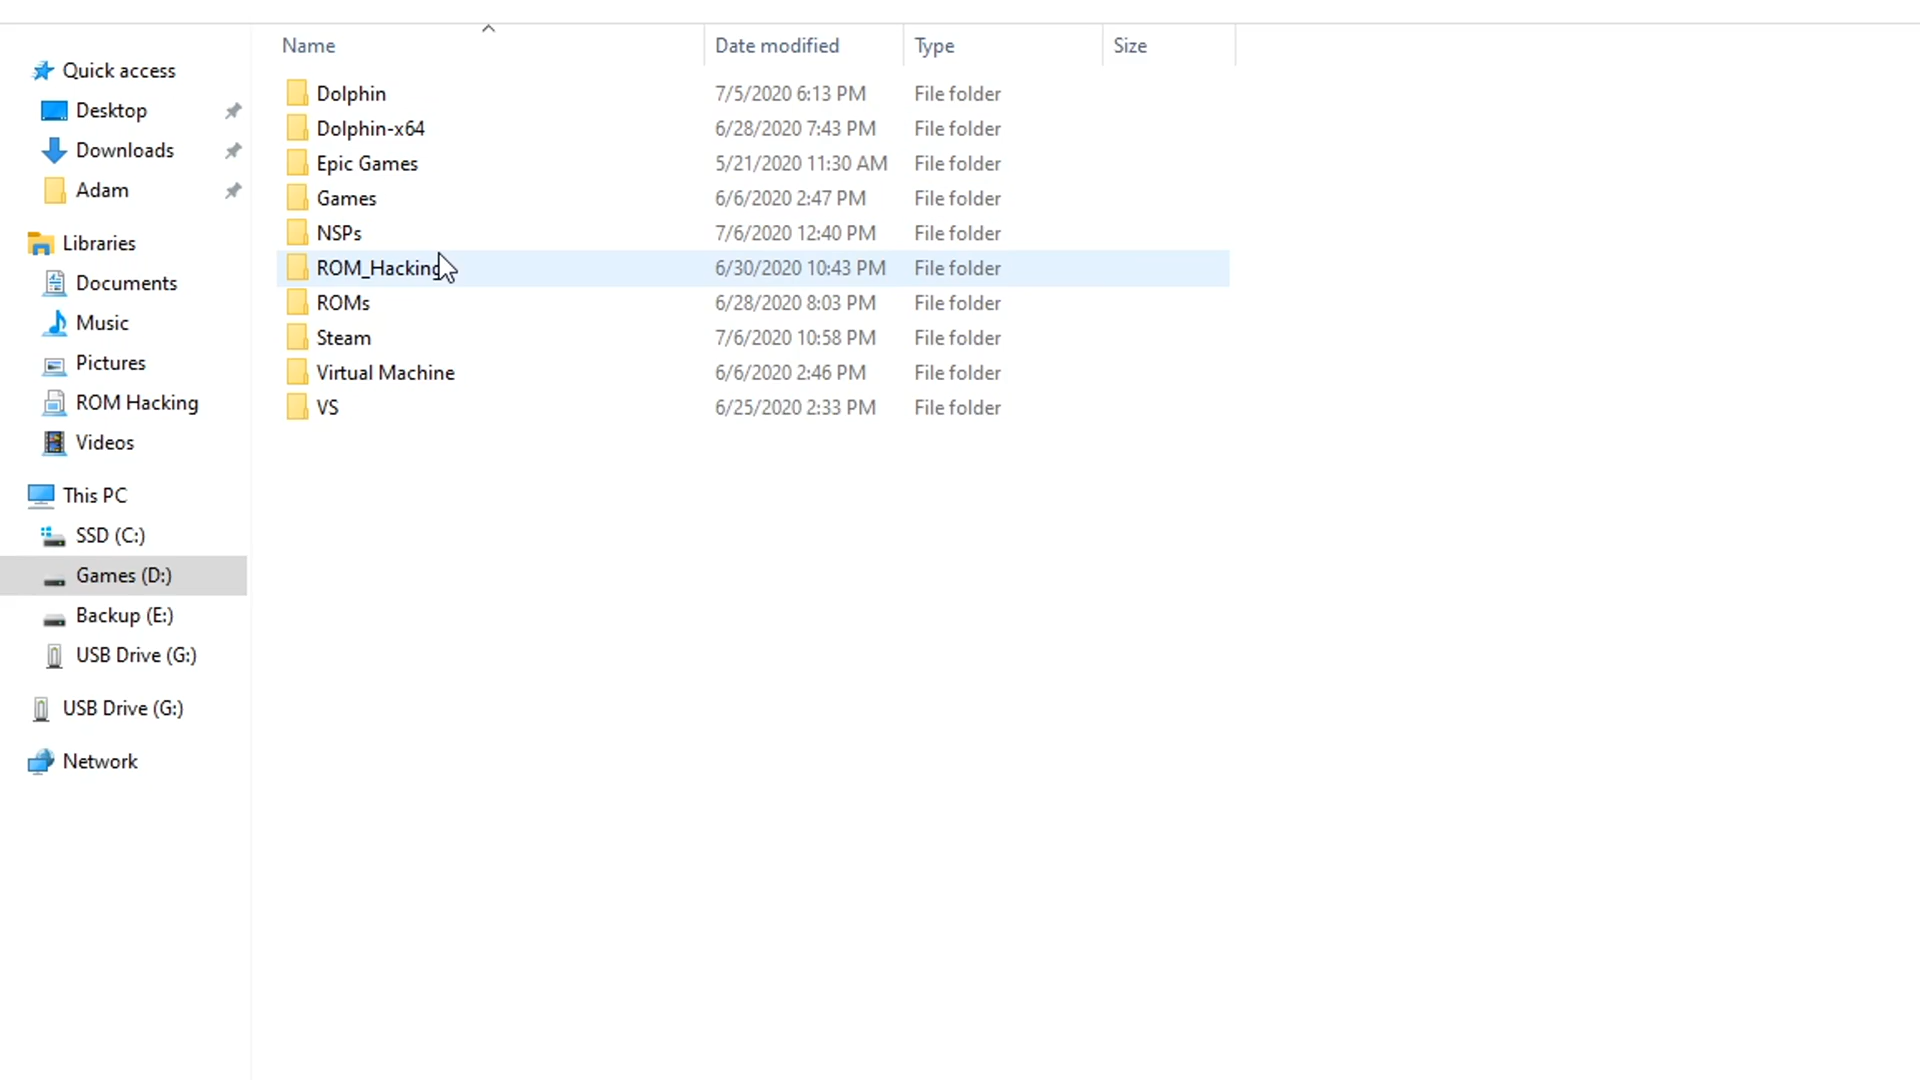 Name Date modified Type Size
Quick access
Desktop
Downloads
Adam
Libraries
Documents
Music
Pictures
ROM Hacking
Videos
This PC
SSD (C:)
Games (D:)
Backup (E:)
USB Drive (G:)
USB Drive (G:)
Network
Dolphin 7/5/2020 6:13 PM File folder
Dolphin-x64 6/28/2020 7:43 PM File folder
Epic Games 5/21/2020 11:30 AM File folder
Games 6/6/2020 2:47 PM File folder
NSPs 7/6/2020 12:40 PM File folder
ROM_Hacking 6/30/2020 10:43 PM File folder
ROMs 6/28/2020 8:03 PM File folder
Steam 7/6/2020 10:58 PM File folder
Virtual Machine 6/6/2020 2:46 PM File folder
VS 6/25/2020 2:33 PM File folder